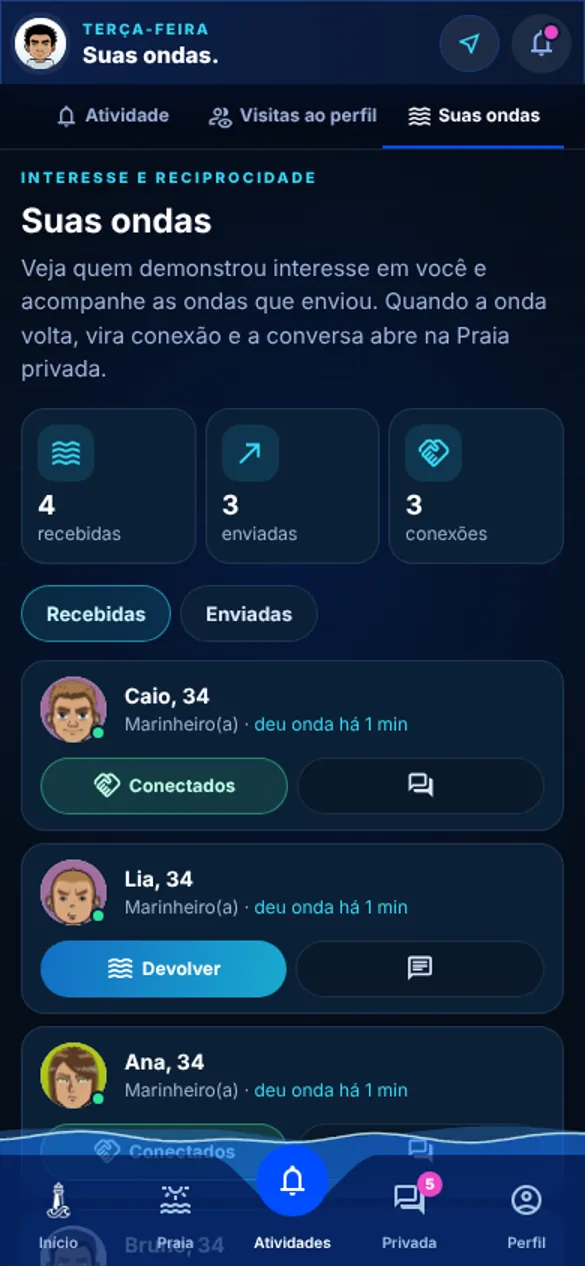 TERÇA-FEIRA
Suas ondas.
Atividade
Visitas ao perfil
Suas ondas
INTERESSE E RECIPROCIDADE
Suas ondas
Veja quem demonstrou interesse em você e
acompanhe as ondas que enviou. Quando a onda
volta, vira conexão e a conversa abre na Praia
privada.
4
recebidas
3
enviadas
3
conexões
Recebidas
Enviadas
Caio, 34
Marinheiro(a) · deu onda há 1 min
Conectados
Lia, 34
Marinheiro(a) · deu onda há 1 min
Devolver
Ana, 34
Marinheiro(a) · deu onda há 1 min
Conectados
5
Início
Praia
Atividades
Privada
Perfil
Bruno, 34